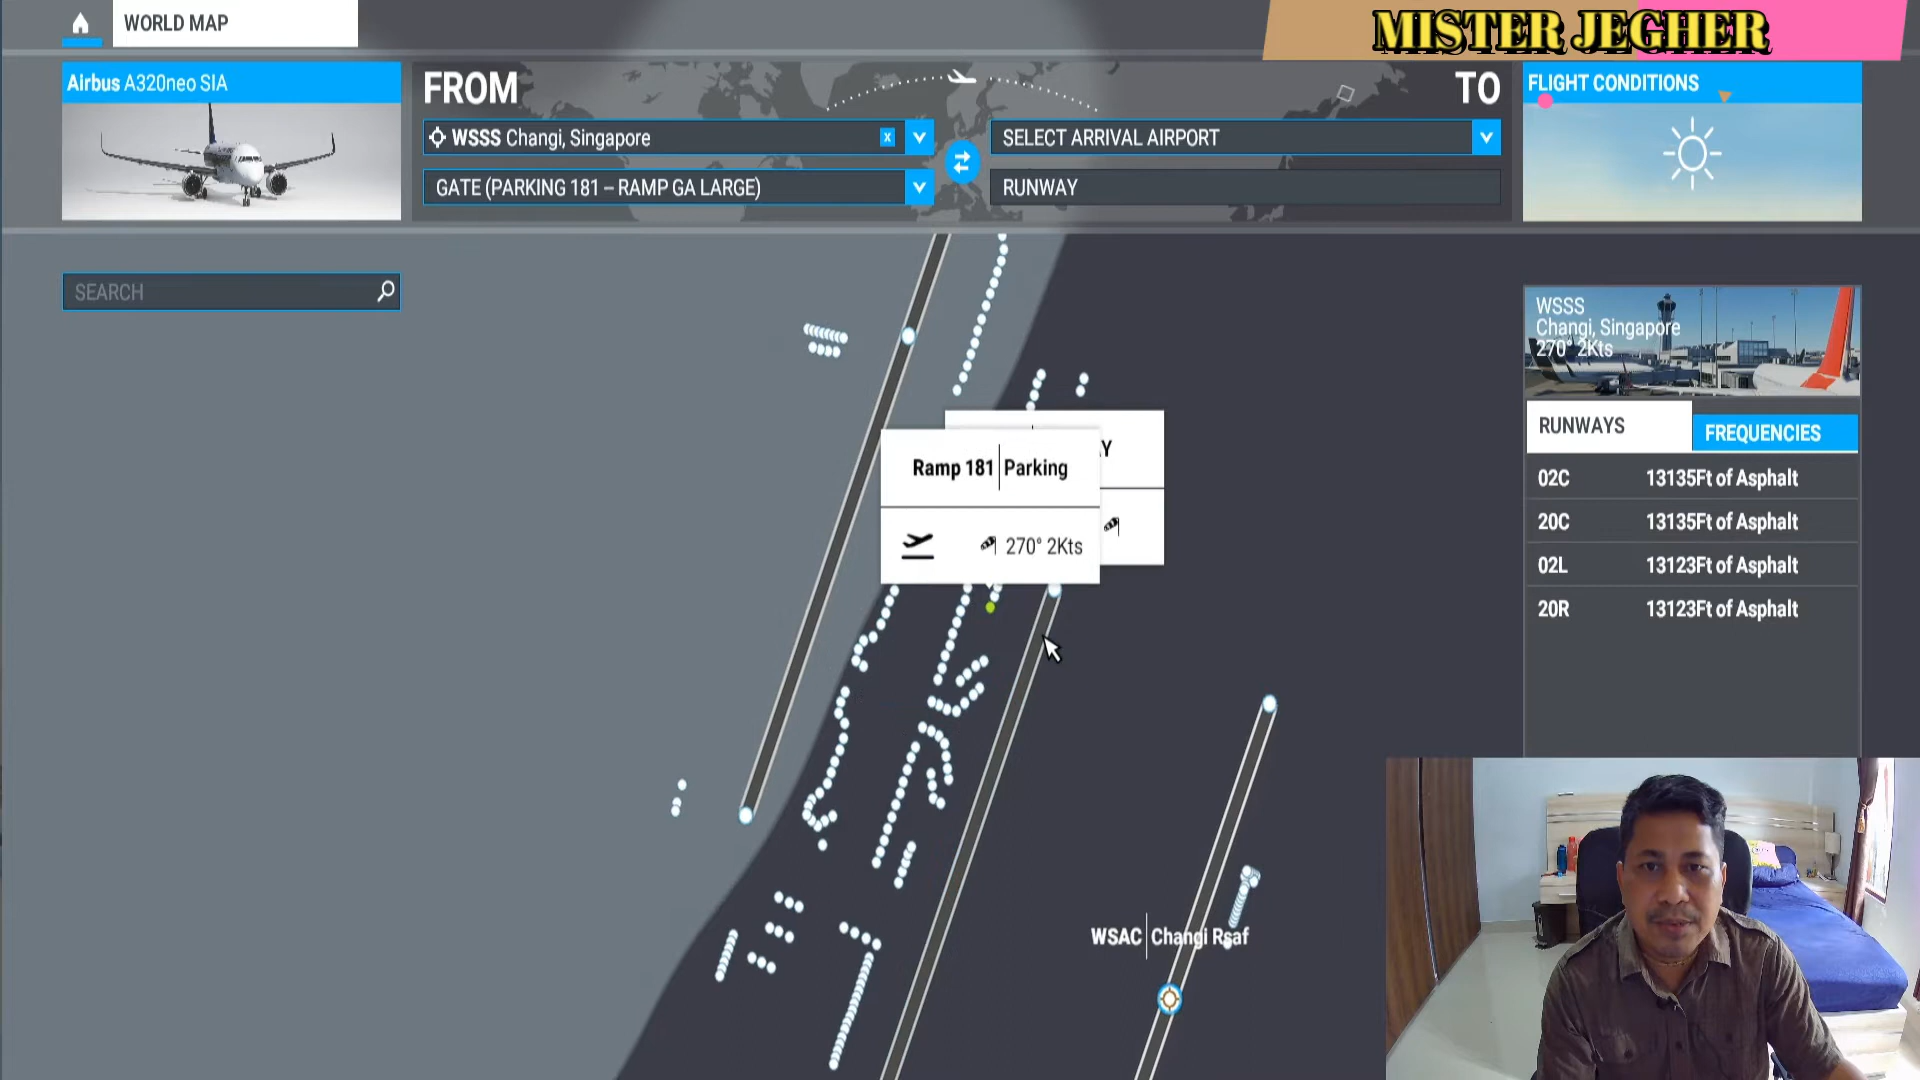 WORLD MAP
MISTER JEGHER
Airbus A320neo SIA
FROM
TO
FLIGHT CONDITIONS
WSSS Changi, Singapore
x
SELECT ARRIVAL AIRPORT
GATE (PARKING 181 – RAMP GA LARGE)
RUNWAY
SEARCH
WSSS
Changi, Singapore
270° 2Kts
RUNWAYS
FREQUENCIES
02C 13135Ft of Asphalt
20C 13135Ft of Asphalt
02L 13123Ft of Asphalt
20R 13123Ft of Asphalt
Ramp 181 | Parking
270° 2Kts
WSAC | Changi Rsaf